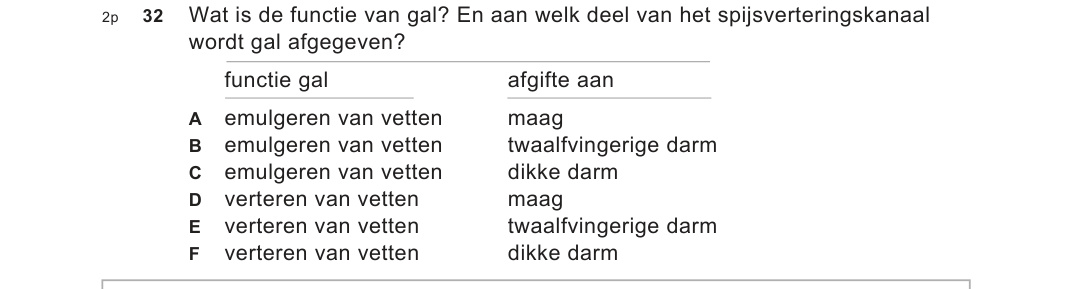 2p 32 Wat is de functie van gal? En aan welk deel van het spijsverteringskanaal
wordt gal afgegeven?
functie gal afgifte aan
A emulgeren van vetten maag
B emulgeren van vetten twaalfvingerige darm
C emulgeren van vetten dikke darm
D verteren van vetten maag
E verteren van vetten twaalfvingerige darm
F verteren van vetten dikke darm